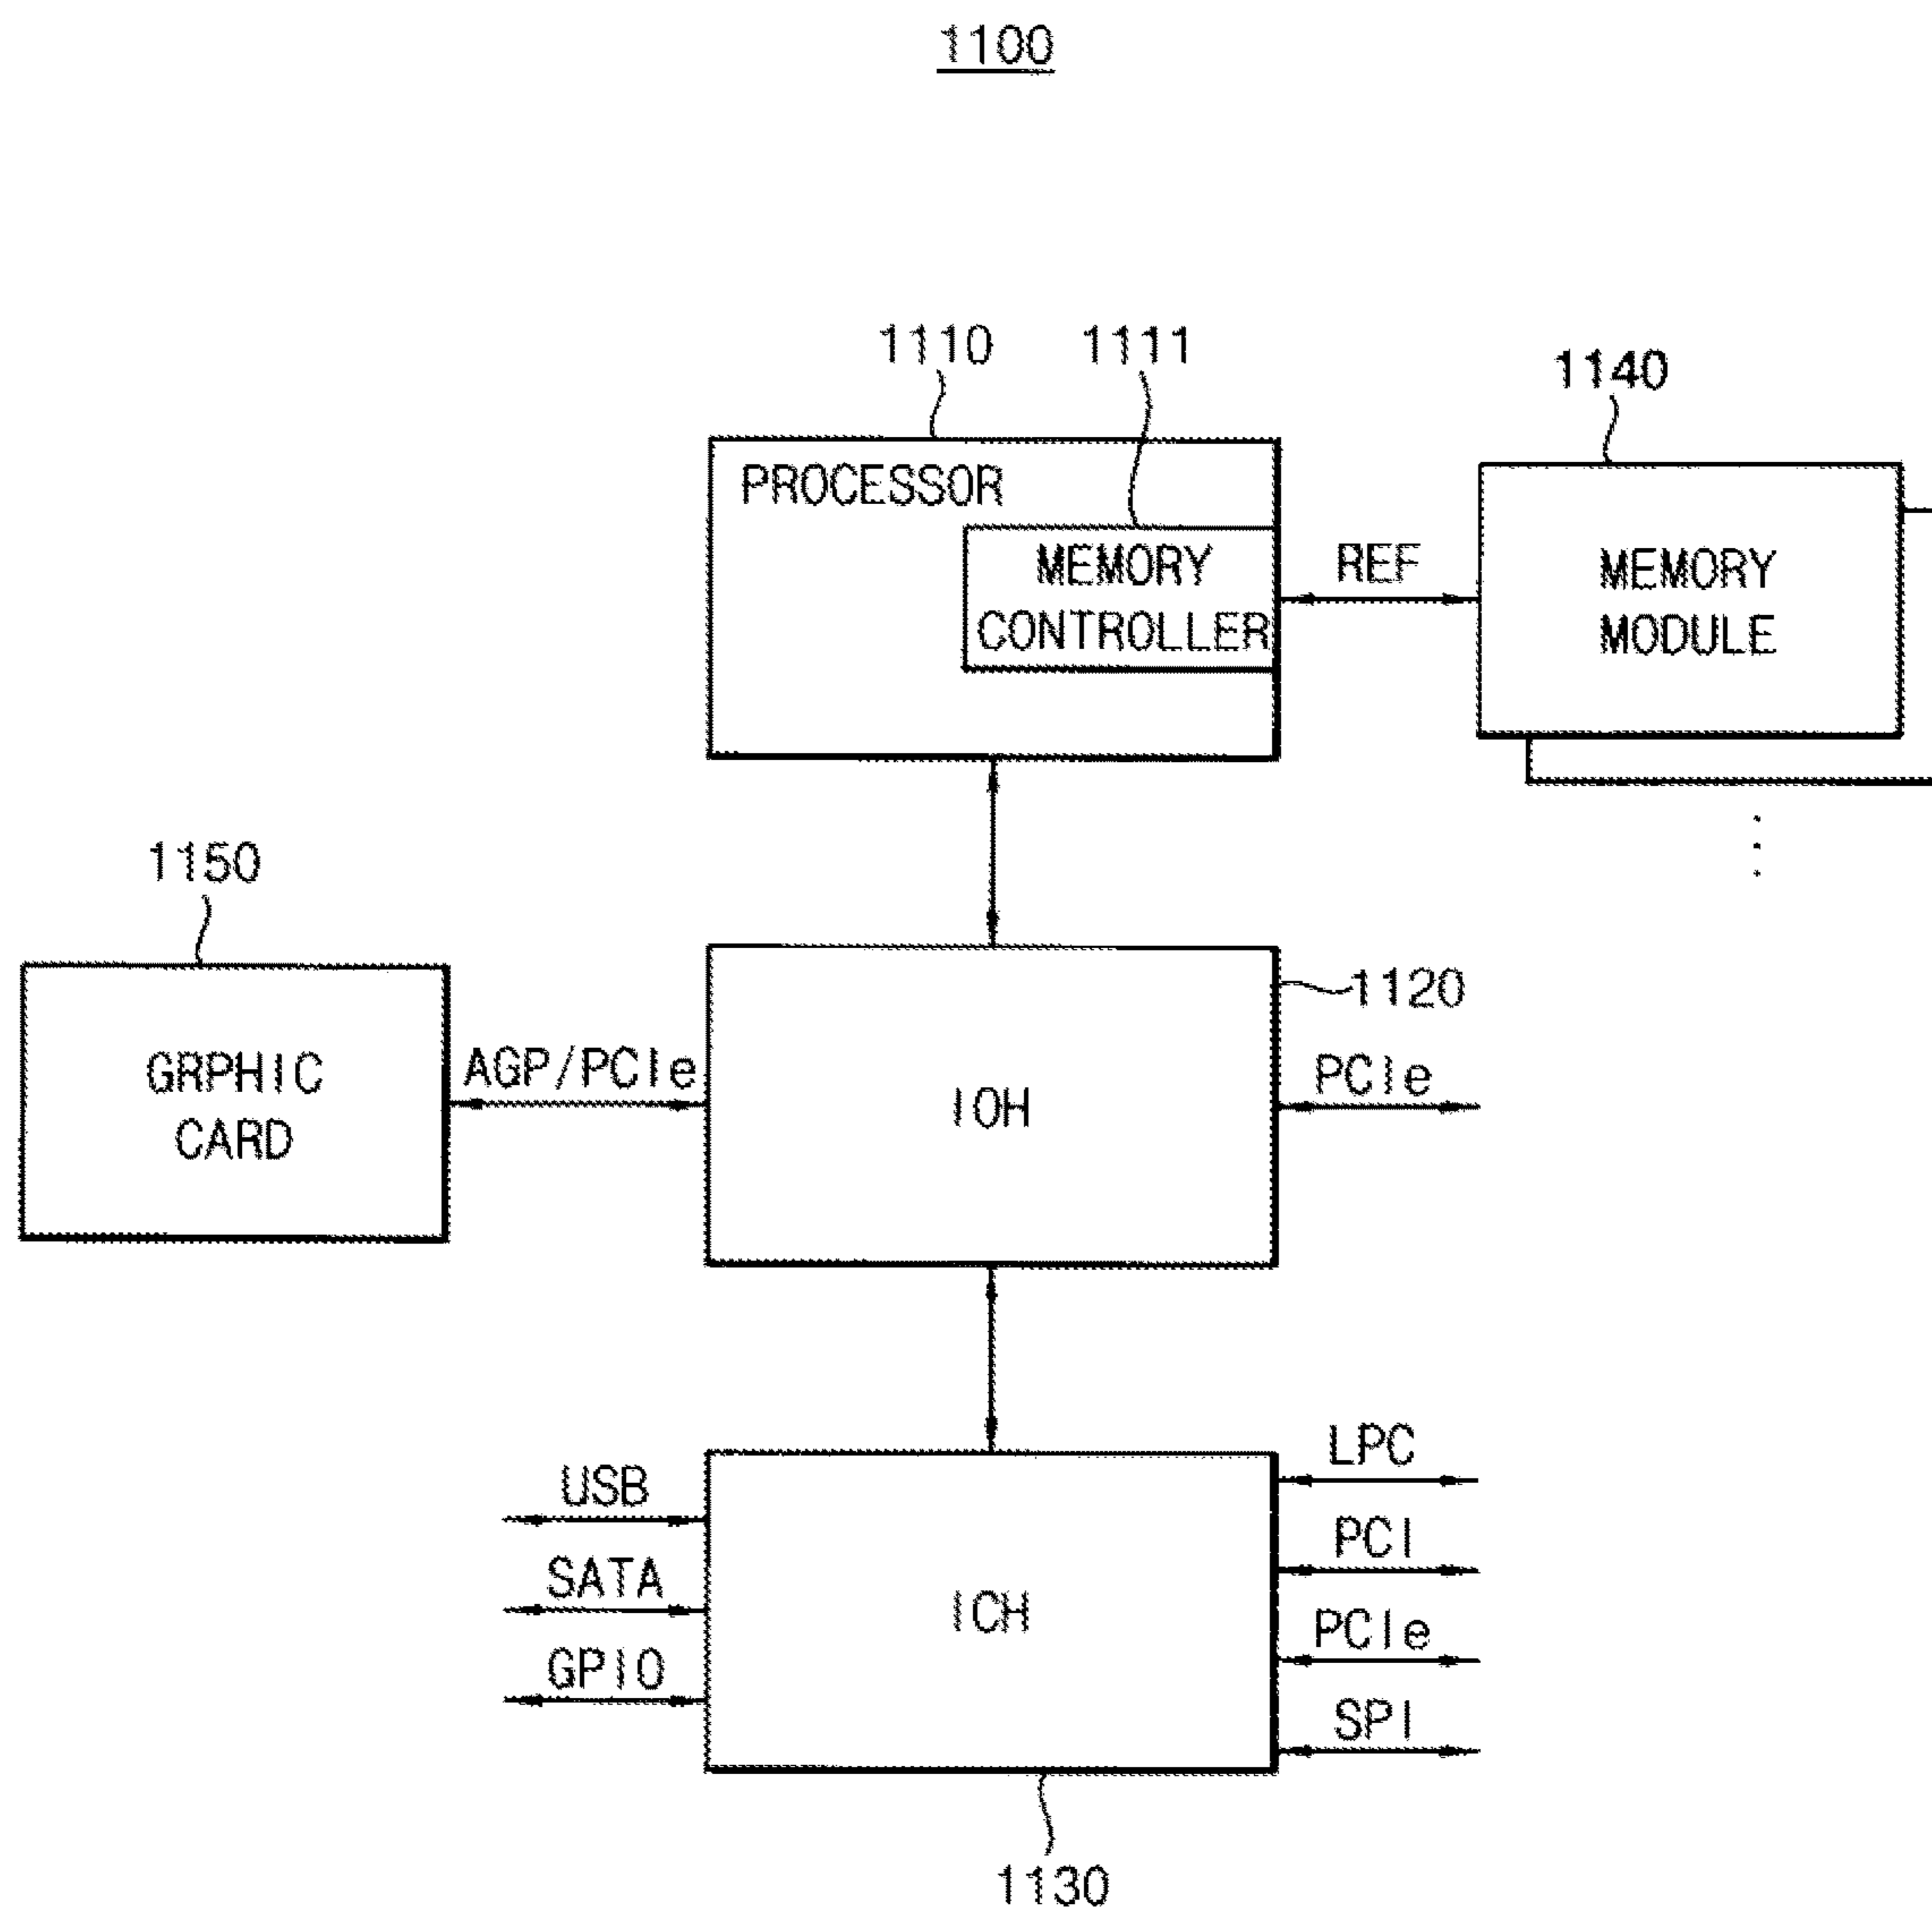 1100
1110
1111
1140
PROCESSOR
MEMORY
CONTROLLER
REF
MEMORY
MODULE
1150
1120
GRPHIC
CARD
AGP/PCIe
IOH
PCIe
USB
SATA
GPIO
ICH
LPC
PCI
PCIe
SPI
1130